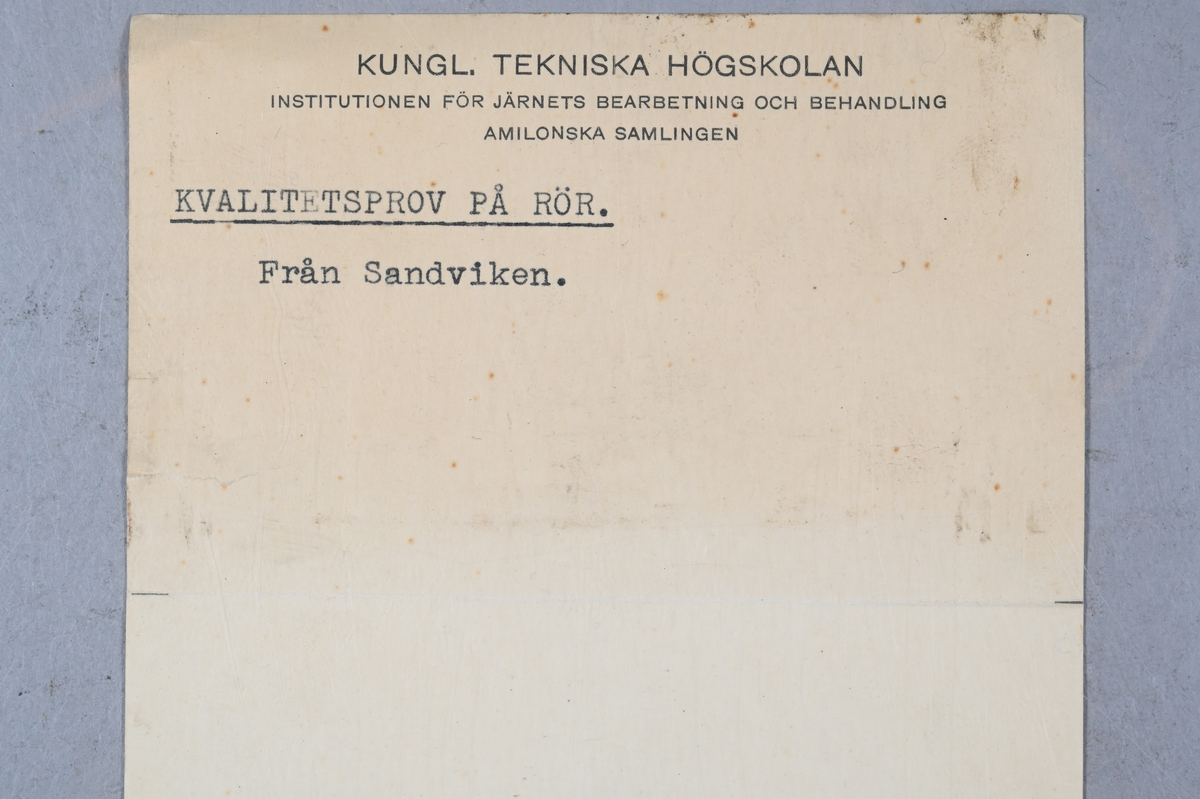 KUNGL. TEKNISKA HÖGSKOLAN
INSTITUTIONEN FÖR JÄRNETS BEARBETNING OCH BEHANDLING
AMILONSKA SAMLINGEN
KVALITETSPROV PÅ RÖR.
Från Sandviken.